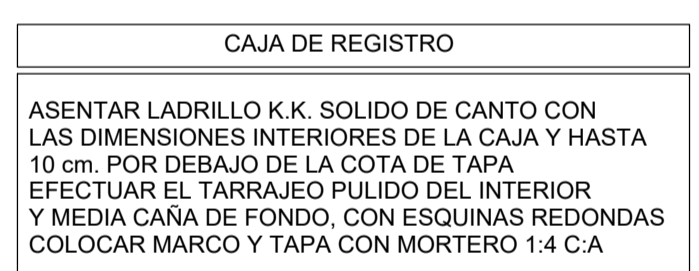 CAJA DE REGISTRO
ASENTAR LADRILLO K.K. SOLIDO DE CANTO CON
LAS DIMENSIONES INTERIORES DE LA CAJA Y HASTA
10 cm. POR DEBAJO DE LA COTA DE TAPA
EFECTUAR EL TARRAJEO PULIDO DEL INTERIOR
Y MEDIA CAÑA DE FONDO, CON ESQUINAS REDONDAS
COLOCAR MARCO Y TAPA CON MORTERO 1:4 C:A